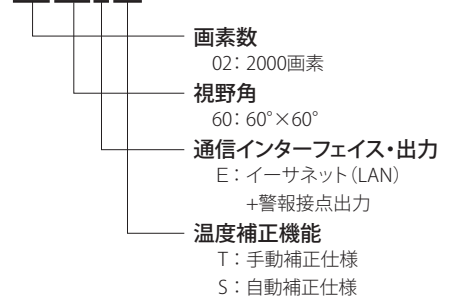 画素数
02：2000画素
視野角
60：60°×60°
通信インターフェイス・出力
E：イーサネット（LAN）
+警報接点出力
温度補正機能
T：手動補正仕様
S：自動補正仕様